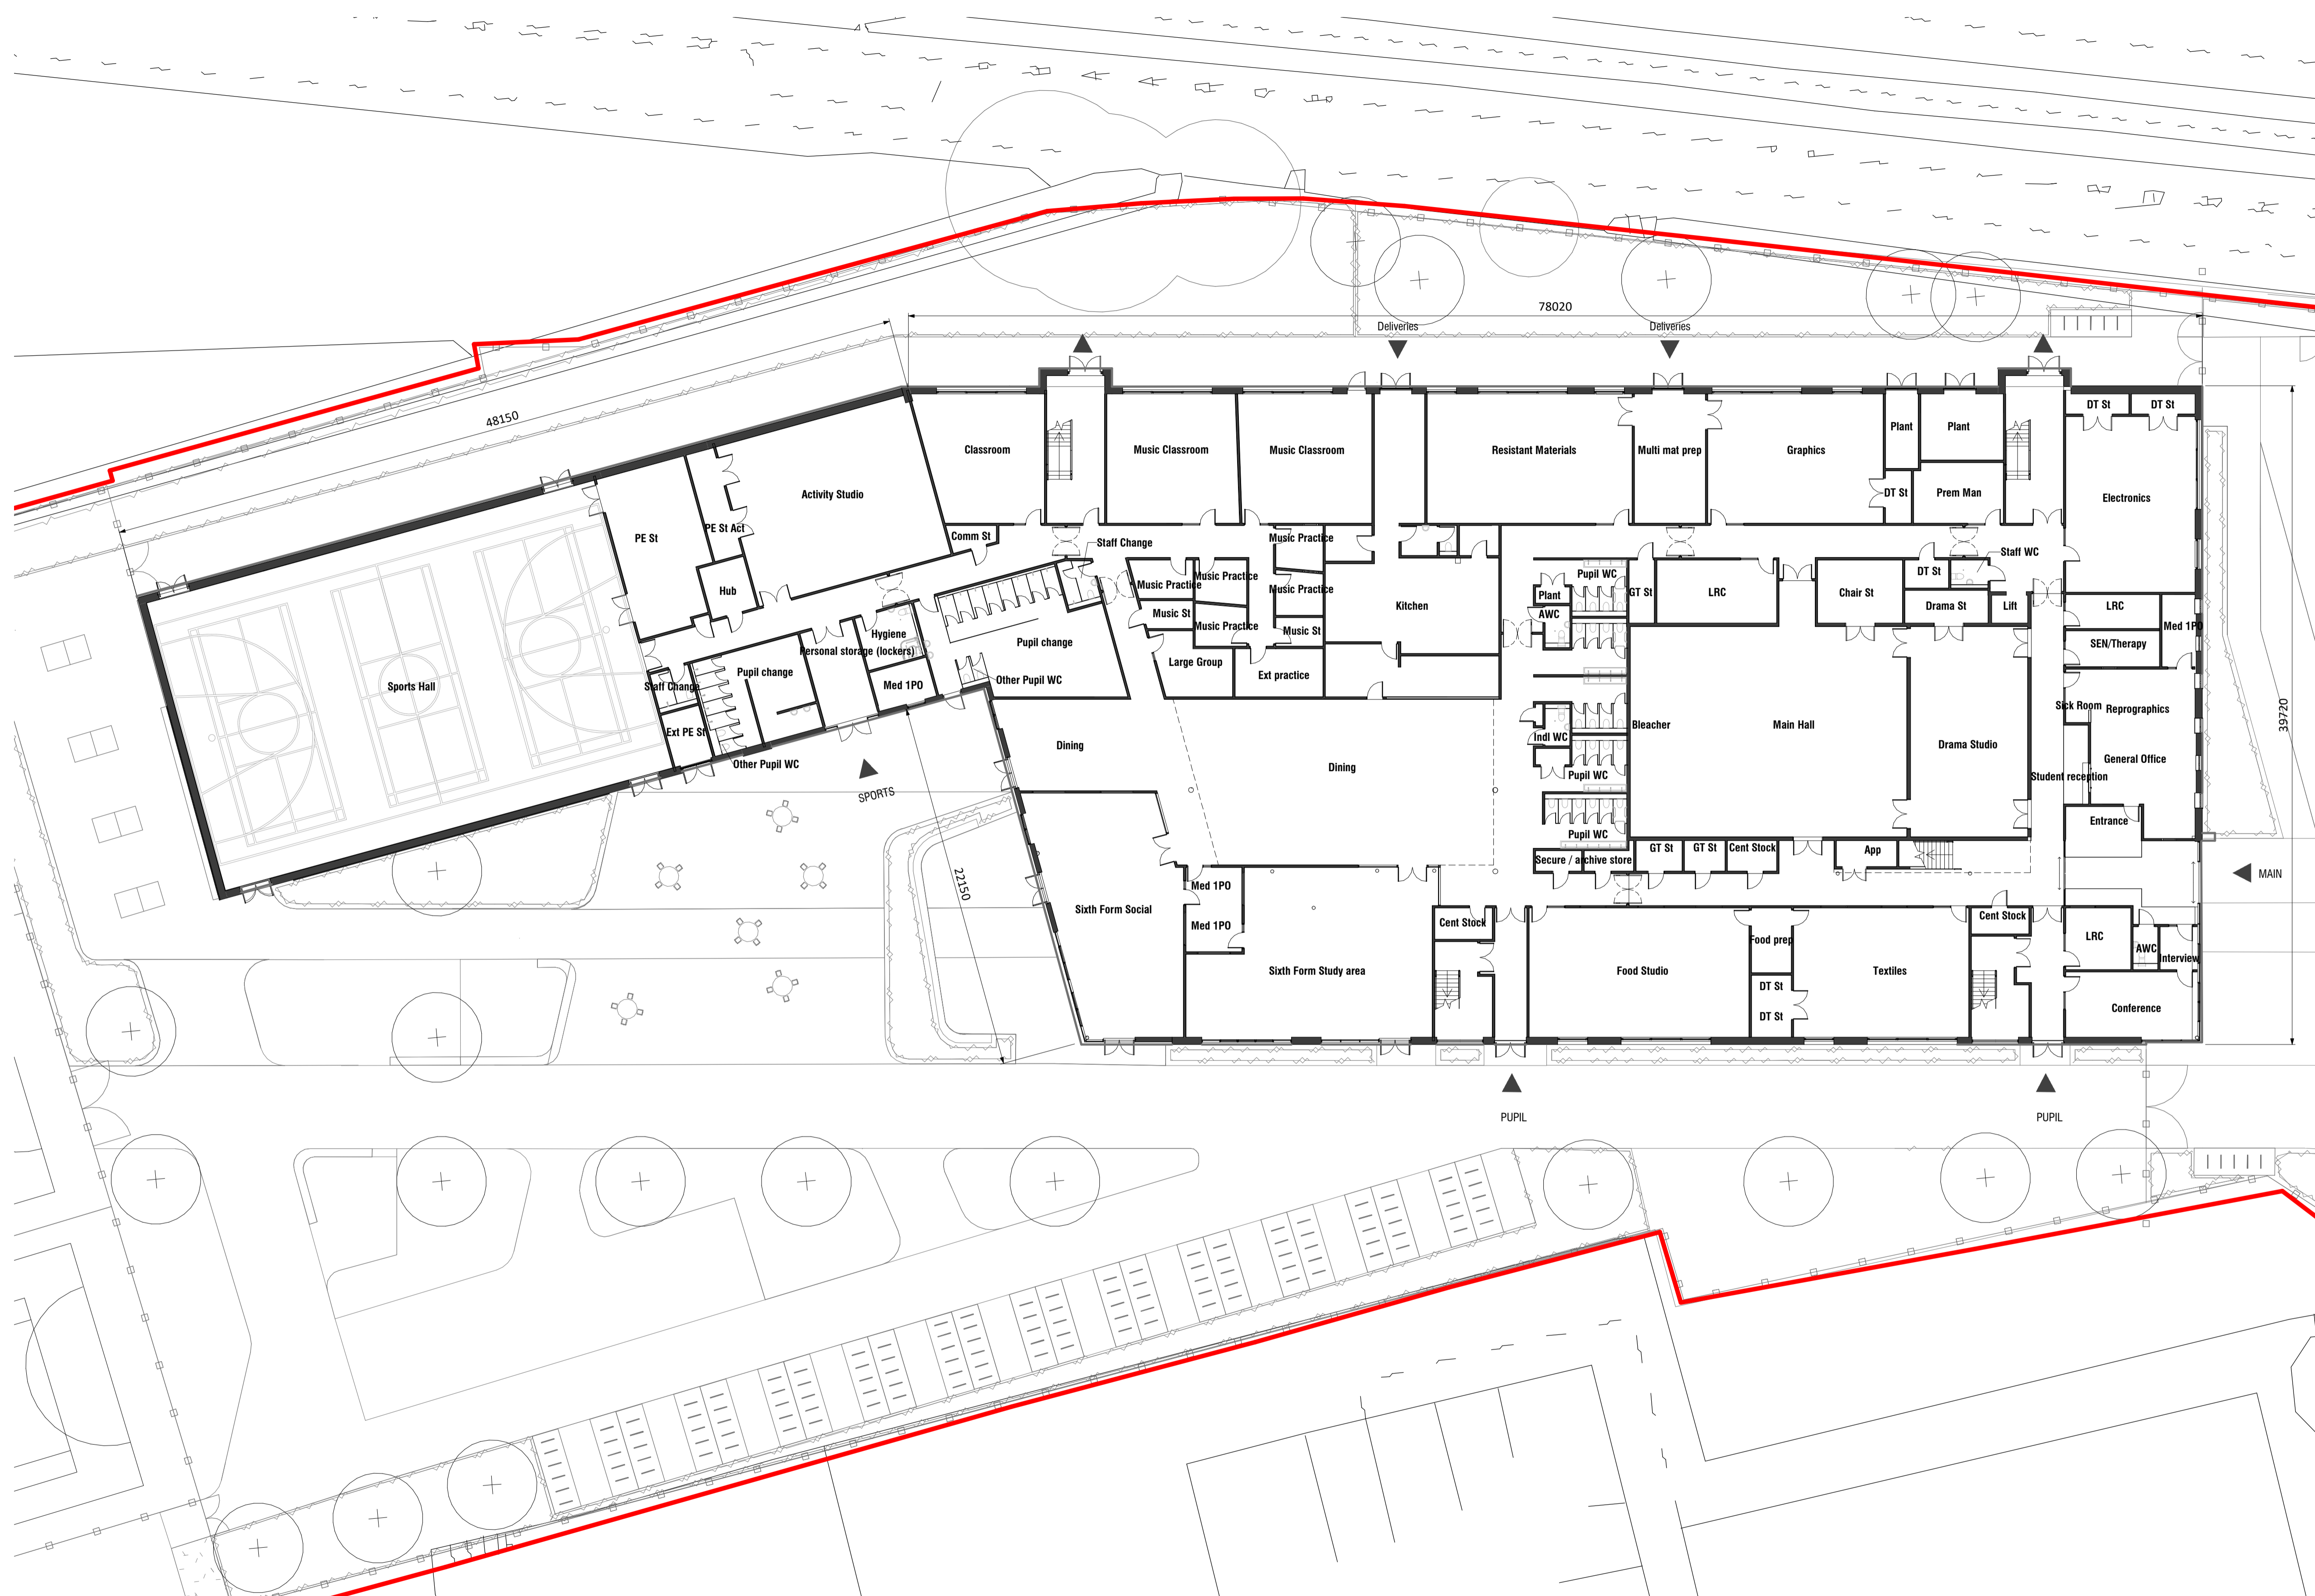 78020
Deliveries
Deliveries
48150
DT St
DT St
Classroom
Music Classroom
Music Classroom
Resistant Materials
Multi mat prep
Graphics
Plant
Plant
DT St
Prem Man
Electronics
Activity Studio
PE St
PE St Act
Comm St
Hub
Staff Change
Music Practice
Music Practice
Music Practice
Music Practice
Music Practice
Music St
Music St
Kitchen
Pupil WC
Plant
AWC
GT St
LRC
Chair St
DT St
Staff WC
Drama St
Lift
LRC
Med 1PO
SEN/Therapy
Hygiene
Personal storage (lockers)
Pupil change
Pupil change
Large Group
Ext practice
Med 1PO
Other Pupil WC
Sports Hall
Staff Change
Ext PE St
Other Pupil WC
SPORTS
Dining
Dining
Indl WC
Pupil WC
Bleacher
Main Hall
Drama Studio
Sick Room
Reprographics
General Office
Student reception
Entrance
39720
Pupil WC
Secure / archive store
GT St
GT St
Cent Stock
App
MAIN
22150
Med 1PO
Med 1PO
Sixth Form Social
Sixth Form Study area
Cent Stock
Food Studio
Food prep
DT St
DT St
Textiles
Cent Stock
LRC
AWC
Interview
Conference
PUPIL
PUPIL